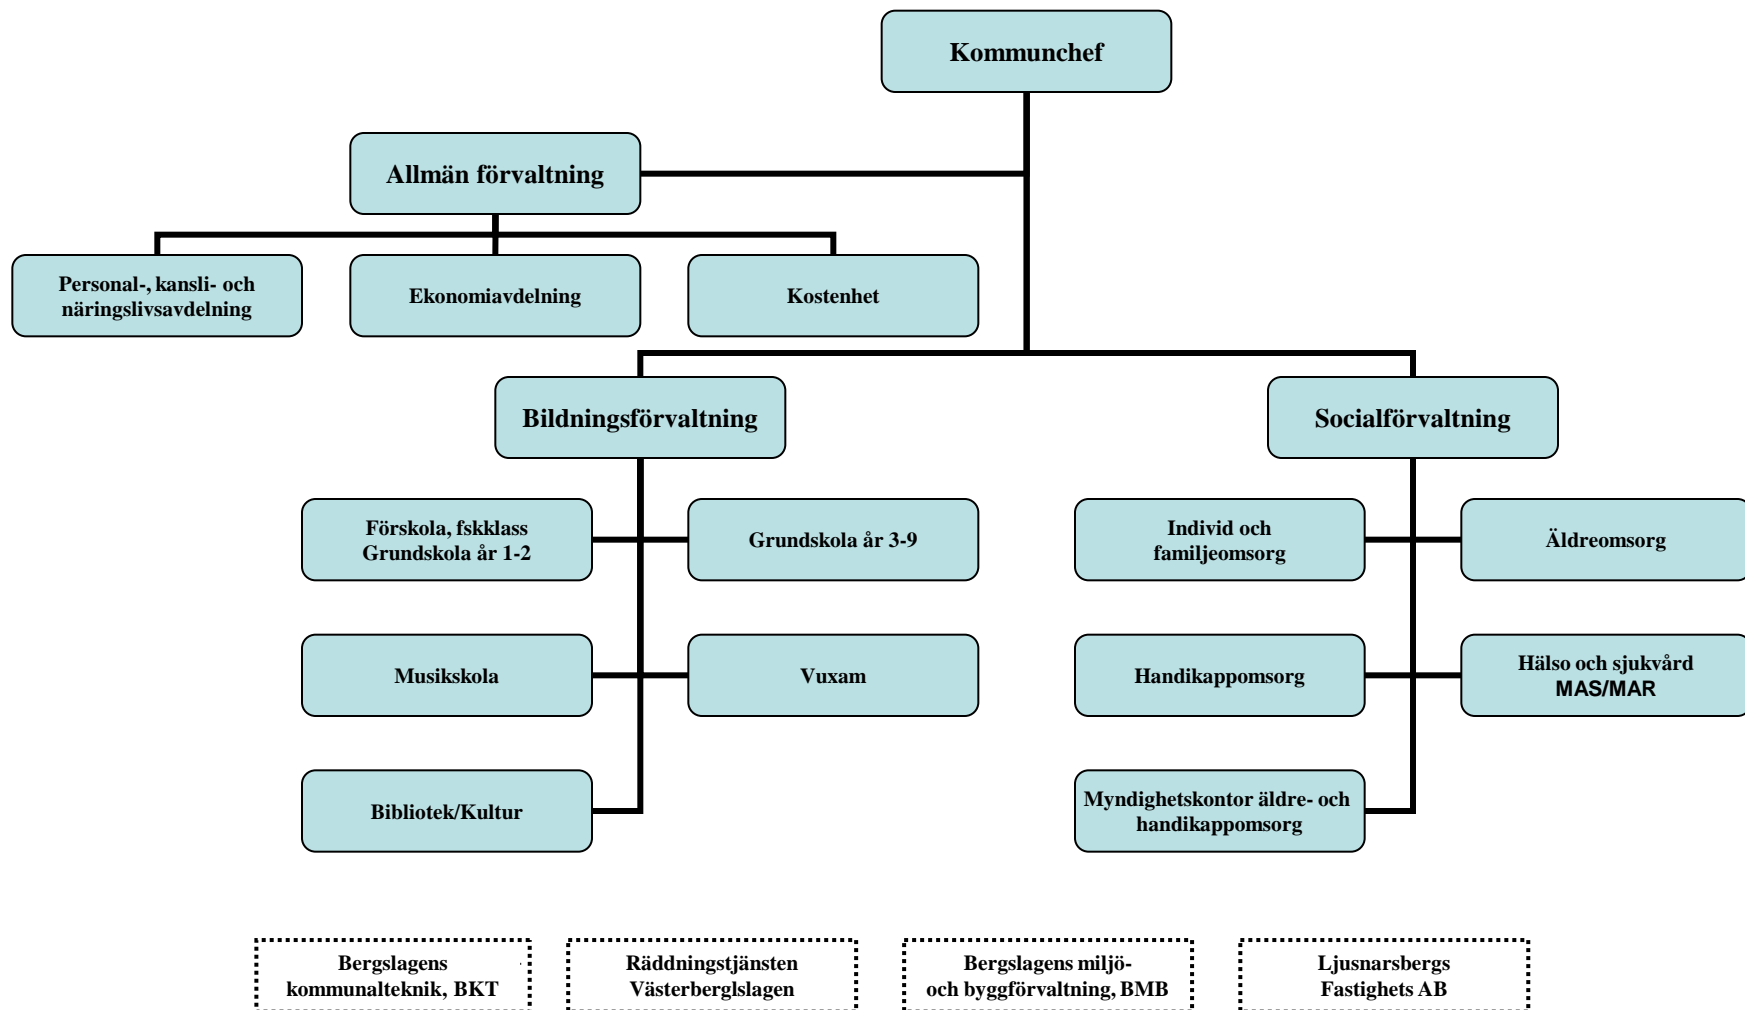 Kommunchef
Allmän förvaltning
Personal-, kansli- och
näringslivsavdelning
Ekonomiavdelning
Kostenhet
Bildningsförvaltning
Socialförvaltning
Förskola, fskklass
Grundskola år 1-2
Grundskola år 3-9
Individ och
familjeomsorg
Äldreomsorg
Musikskola
Vuxam
Handikappomsorg
Hälso och sjukvård
MAS/MAR
Bibliotek/Kultur
Myndighetskontor äldre- och
handikappomsorg
Bergslagens
kommunalteknik, BKT
Räddningstjänsten
Västerberglslagen
Bergslagens miljö-
och byggförvaltning, BMB
Ljusnarsbergs
Fastighets AB